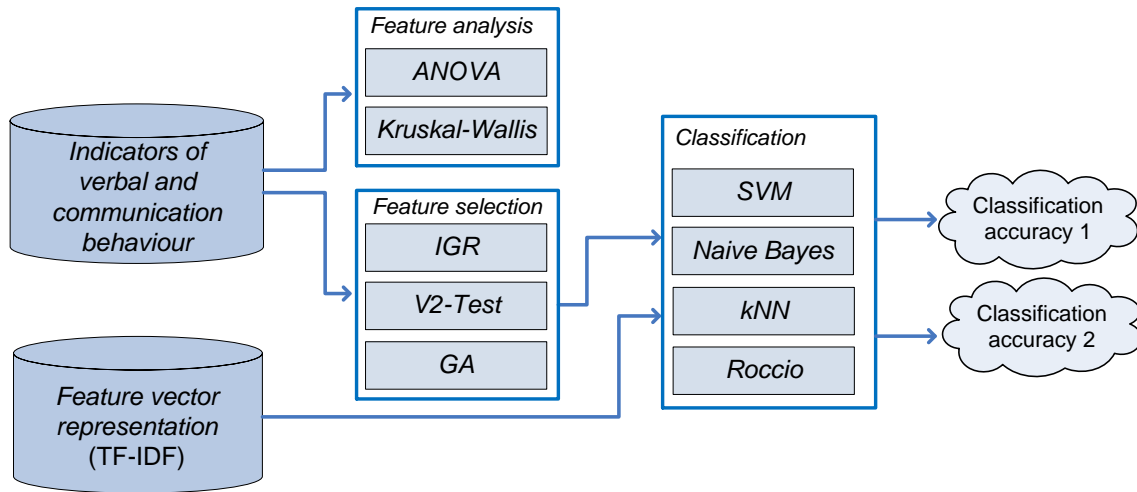 Feature analysis
ANOVA
Kruskal-Wallis
Indicators of
verbal and
communication
behaviour
Feature selection
IGR
V2-Test
GA
Feature vector
representation
(TF-IDF)
Classification
SVM
Naive Bayes
kNN
Roccio
Classification
accuracy 1
Classification
accuracy 2